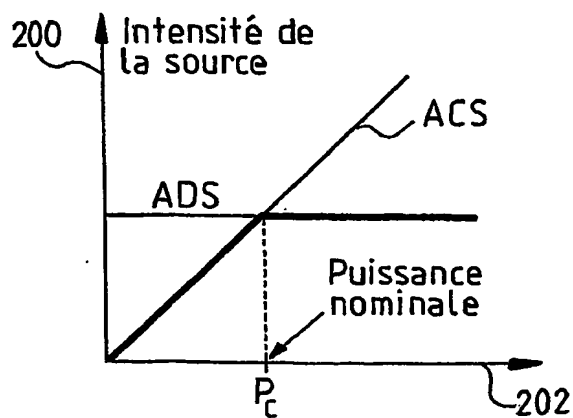 200
Intensité de
la source
ACS
ADS
Puissance
nominale
Pc
202